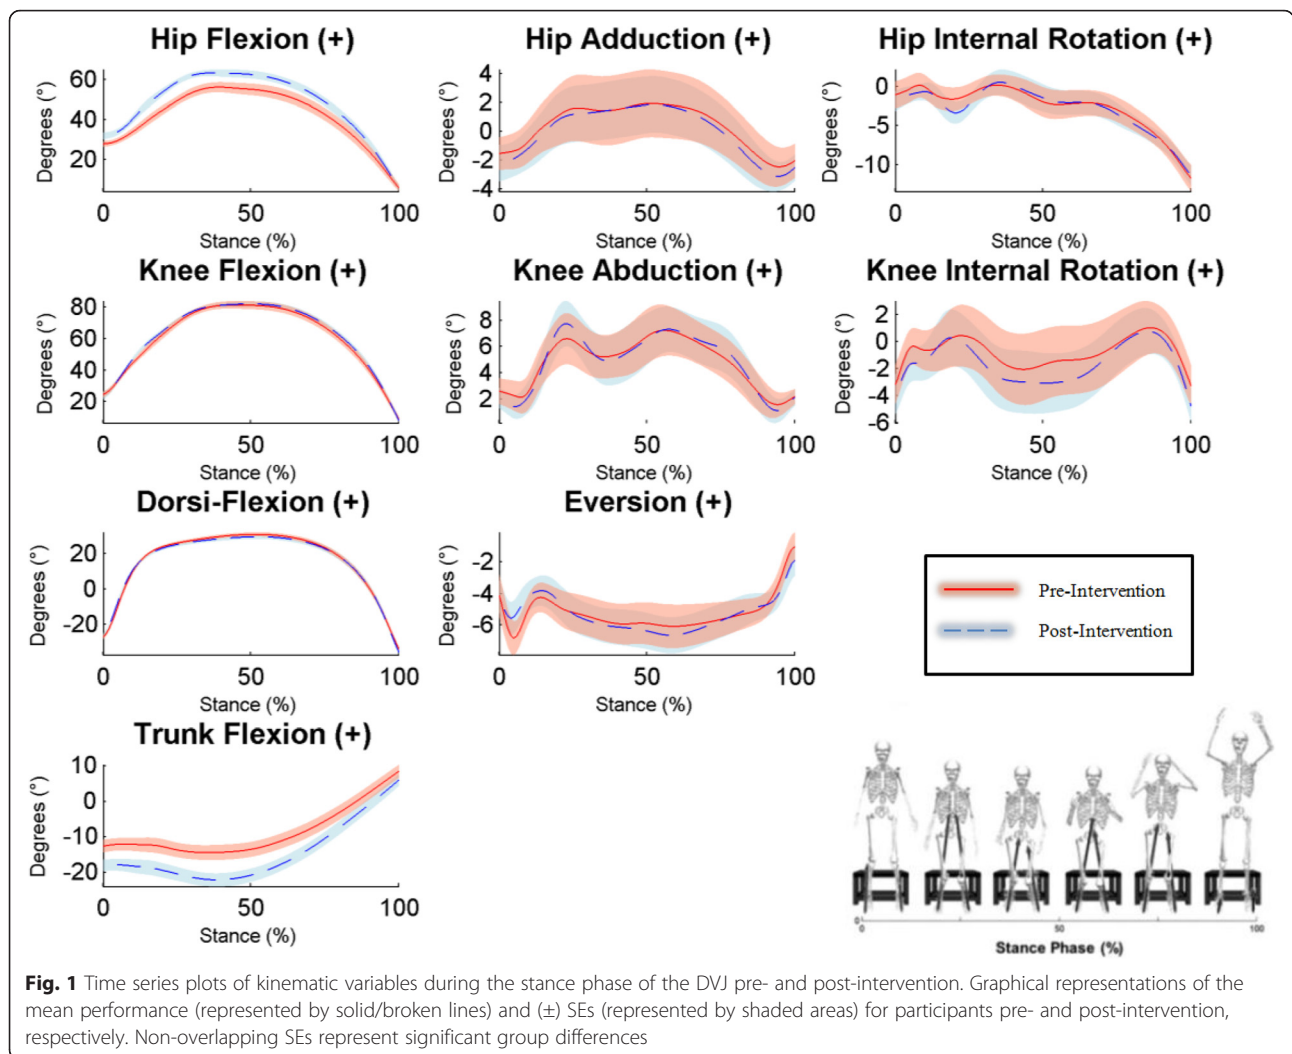 Hip Flexion (+)
Degrees (°)
60
40
20
0 50 100
Stance (%)
Hip Adduction (+)
Degrees (°)
4
2
0
-2
-4
0 50 100
Stance (%)
Hip Internal Rotation (+)
Degrees (°)
0
-5
-10
0 50 100
Stance (%)
Knee Flexion (+)
Degrees (°)
80
60
40
20
0 50 100
Stance (%)
Knee Abduction (+)
Degrees (°)
8
6
4
2
0 50 100
Stance (%)
Knee Internal Rotation (+)
Degrees (°)
2
0
-2
-4
-6
0 50 100
Stance (%)
Dorsi-Flexion (+)
Degrees (°)
20
0
-20
0 50 100
Stance (%)
Eversion (+)
Degrees (°)
-2
-4
-6
0 50 100
Stance (%)
Pre-Intervention
Post-Intervention
Trunk Flexion (+)
Degrees (°)
10
0
-10
-20
0 50 100
Stance (%)
0 50 100
Stance Phase (%)
Fig. 1 Time series plots of kinematic variables during the stance phase of the DVJ pre- and post-intervention. Graphical representations of the
mean performance (represented by solid/broken lines) and (±) SEs (represented by shaded areas) for participants pre- and post-intervention,
respectively. Non-overlapping SEs represent significant group differences